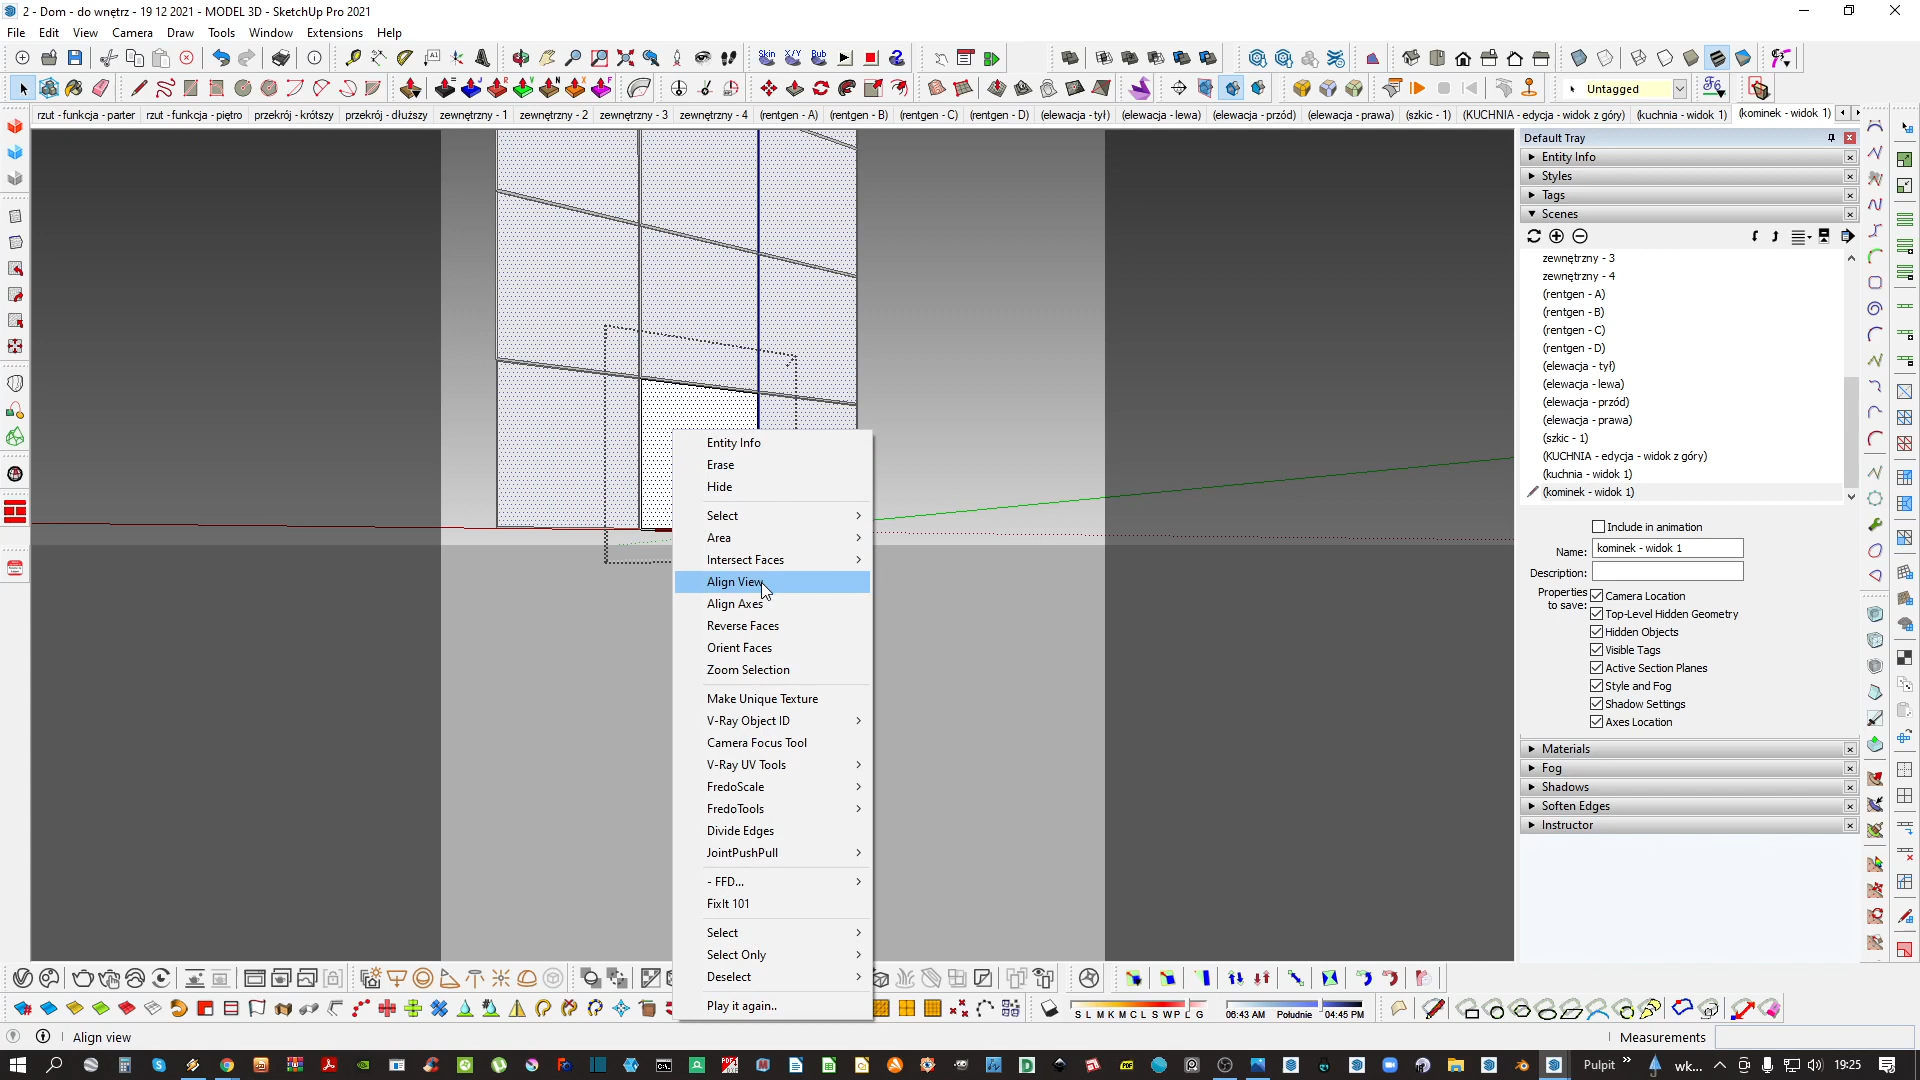 2 - Dom - do wnętrz - 19 12 2021 - MODEL 3D - SketchUp Pro 2021
File Edit View Camera Draw Tools Window Extensions Help
Skin X/Y Bub
Untagged
rzut - funkcja - parter rzut - funkcja - piętro przekrój - krótszy przekrój - dłuższy zewnętrzny - 1 zewnętrzny - 2 zewnętrzny - 3 zewnętrzny - 4 (rentgen - A) (rentgen - B) (rentgen - C) (rentgen - D) (elewacja - tył) (elewacja - lewa) (elewacja - przód) (elewacja - prawa) (szkic - 1) (KUCHNIA - edycja - widok z góry) (kuchnia - widok 1) (kominek - widok 1)
Default Tray
Entity Info
Styles
Tags
Scenes
zewnętrzny - 3
zewnętrzny - 4
(rentgen - A)
(rentgen - B)
(rentgen - C)
(rentgen - D)
(elewacja - tył)
(elewacja - lewa)
(elewacja - przód)
(elewacja - prawa)
(szkic - 1)
(KUCHNIA - edycja - widok z góry)
(kuchnia - widok 1)
(kominek - widok 1)
Include in animation
Name: kominek - widok 1
Description:
Properties to save:
Camera Location
Top-Level Hidden Geometry
Hidden Objects
Visible Tags
Active Section Planes
Style and Fog
Shadow Settings
Axes Location
Materials
Fog
Shadows
Soften Edges
Instructor
Entity Info
Erase
Hide
Select
Area
Intersect Faces
Align View
Align Axes
Reverse Faces
Orient Faces
Zoom Selection
Make Unique Texture
V-Ray Object ID
Camera Focus Tool
V-Ray UV Tools
FredoScale
FredoTools
Divide Edges
JointPushPull
- FFD...
FixIt 101
Select
Select Only
Deselect
Play it again..
06:43 AM Południe 04:45 PM
Align view
Measurements
Pulpit
wk...
19:25